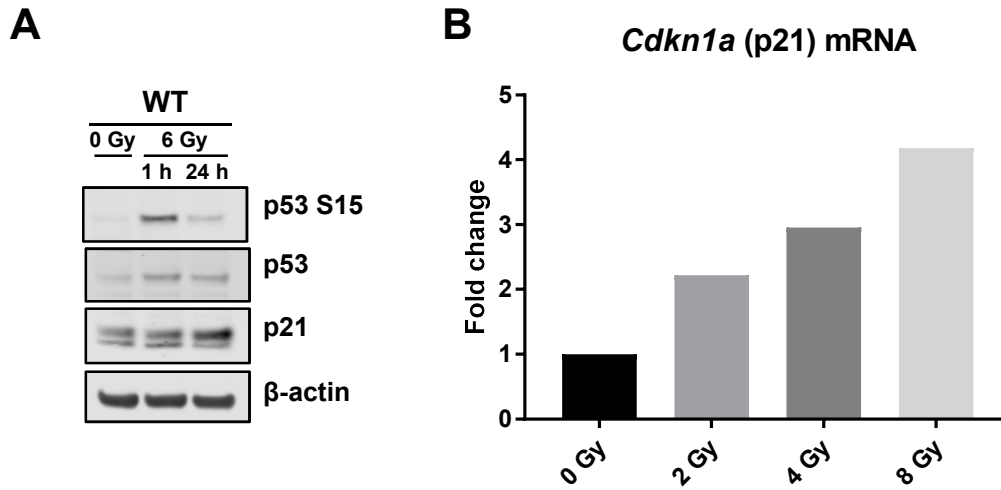 A
WT
0 Gy 6 Gy
1 h 24 h
p53 S15
p53
p21
β-actin
B
Cdkn1a (p21) mRNA
Fold change
5
4
3
2
1
0
0 Gy
2 Gy
4 Gy
8 Gy